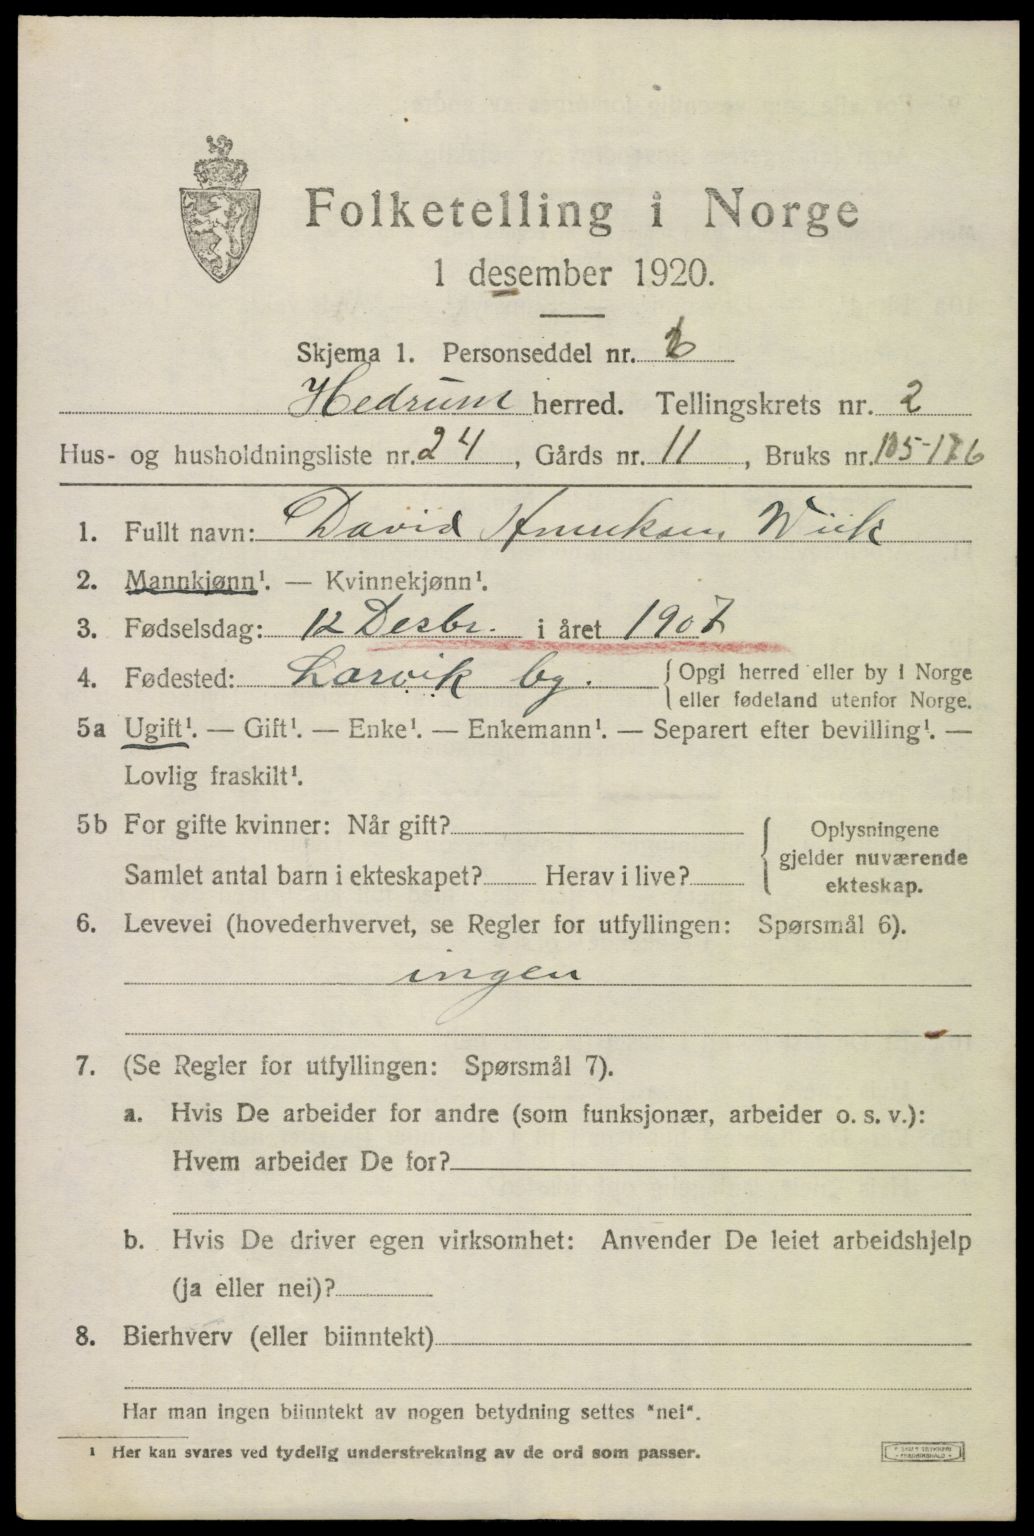 Folketelling i Norge
1 desember 1920.
Skjema 1. Personseddel nr.
Hedrum herred. Tellingskrets nr. 2
Hus- og husholdningsliste nr. 24, Gårds nr. 11, Bruks nr. 105-176
1. Fullt navn: David Wiik
2. Mannkjønn¹. — Kvinnekjønn¹.
3. Fødselsdag: 12 Desbr. i året 1907
4. Fødested: Larvik by. { Opgi herred eller by i Norge
eller fødeland utenfor Norge.
5a Ugift¹. — Gift¹. — Enke¹. — Enkemann¹. — Separert efter bevilling¹. —
Lovlig fraskilt¹.
5b For gifte kvinner: Når gift?
Samlet antal barn i ekteskapet? Herav i live?
Oplysningene
gjelder nuværende
ekteskap.
6. Levevei (hovederhvervet, se Regler for utfyllingen: Spørsmål 6).
ingen
7. (Se Regler for utfyllingen: Spørsmål 7).
a. Hvis De arbeider for andre (som funksjonær, arbeider o. s. v.):
Hvem arbeider De for?
b. Hvis De driver egen virksomhet: Anvender De leiet arbeidshjelp
(ja eller nei)?
8. Bierhverv (eller biinntekt)
Har man ingen biinntekt av nogen betydning settes "nei".
¹ Her kan svares ved tydelig understrekning av de ord som passer.